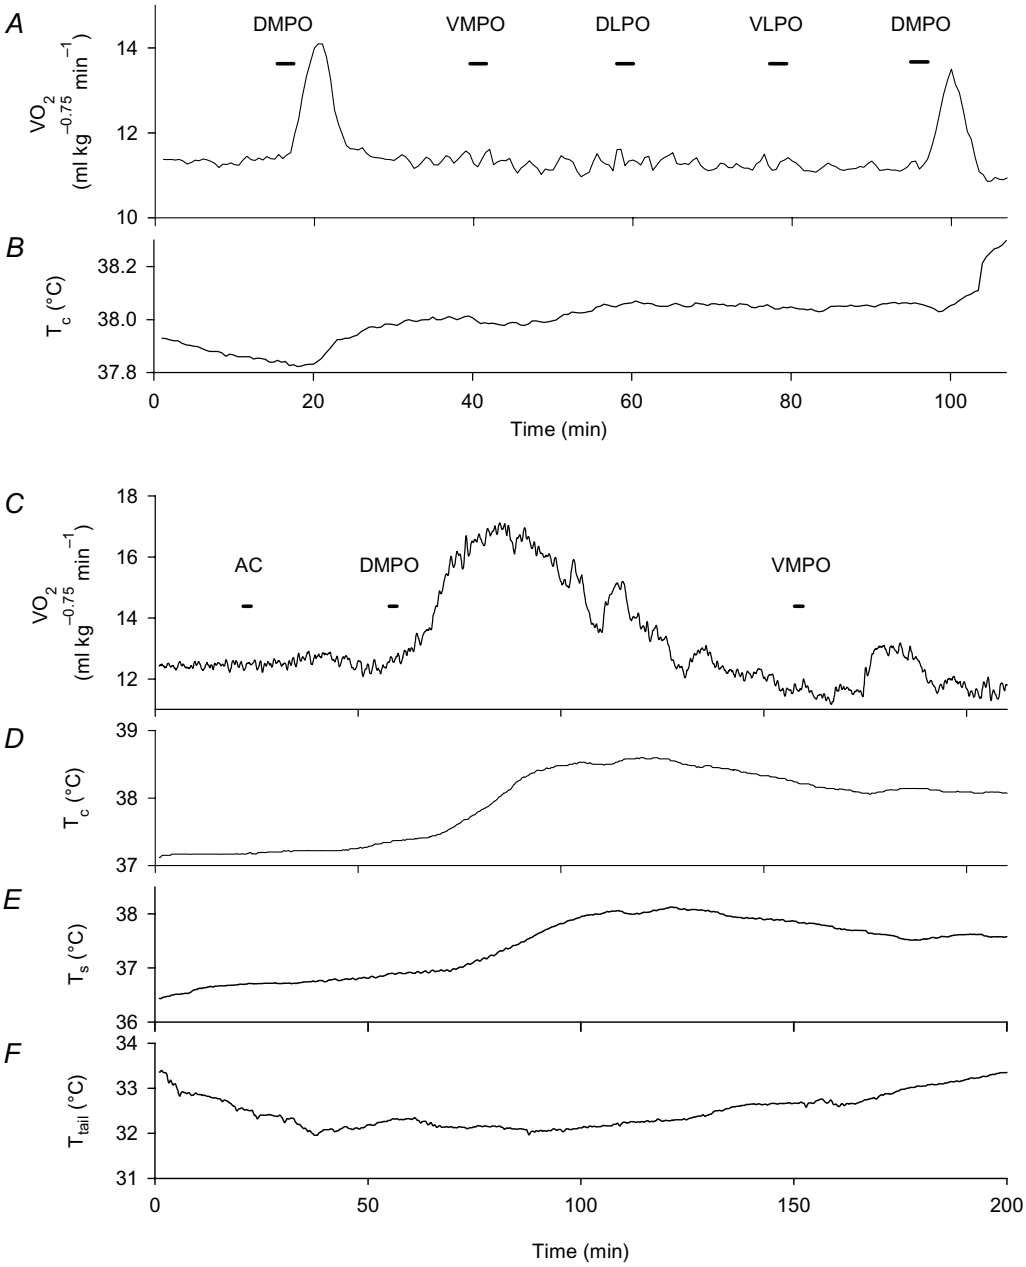 A
DMPO VMPO DLPO VLPO DMPO
VO2
(ml kg−0.75 min−1)
14
12
10
B
Tc (°C)
38.2
38.0
37.8
0 20 40 60 80 100
Time (min)
C
VO2
(ml kg−0.75 min−1)
18
16
14
12
AC DMPO VMPO
D
Tc (°C)
39
38
37
E
Ts (°C)
38
37
36
F
Ttail (°C)
34
33
32
31
0 50 100 150 200
Time (min)